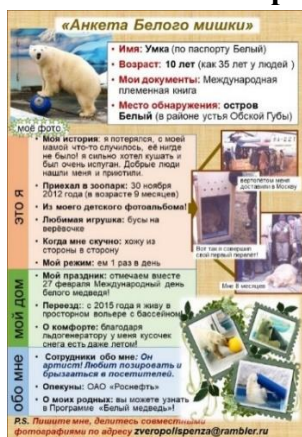 «Анкета Белого мишки»
• Имя: Умка (по паспорту Белый)
• Возраст: 10 лет (как 35 лет у людей )
• Мои документы: Международная
племенная книга
• Место обнаружения: остров
Белый (в районе устья Обской Губы)
моё фото
это я
• Моя история: я потерялся, с моей
мамой что-то случилось, её нигде
не было! я сильно хотел кушать и
был очень испуган. Добрые люди
нашли меня и приютили.
• Приехал в зоопарк: 30 ноября
2012 года (в возрасте 9 месяцев)
• Из моего детского фотоальбома!
• Любимая игрушка: бусы на
верёвочке
• Когда мне скучно: хожу из
стороны в сторону
• Мой режим: ем 1 раз в день
вертолетом меня
доставили в Москву
Вот так я совершил
свой первый перелёт!
Мне 8 месяцев
мой дом
• Мой праздник: отмечаем вместе
27 февраля Международный день
белого медведя!
• Переезд:: с 2015 года я живу в
просторном вольере с бассейном
• О комфорте: благодаря
льдогенератору у меня кусочек
снега есть даже летом!
обо мне
• Сотрудники обо мне: Он
артист! Любит позировать и
брызгаться в посетителей.
• Опекуны: ОАО «Роснефть»
• О моих родных: вы можете узнать
в Программе «Белый медведь»!
P.S. Пишите мне, делитесь совместными
фотографиями по адресу zveropolispenza@rambler.ru